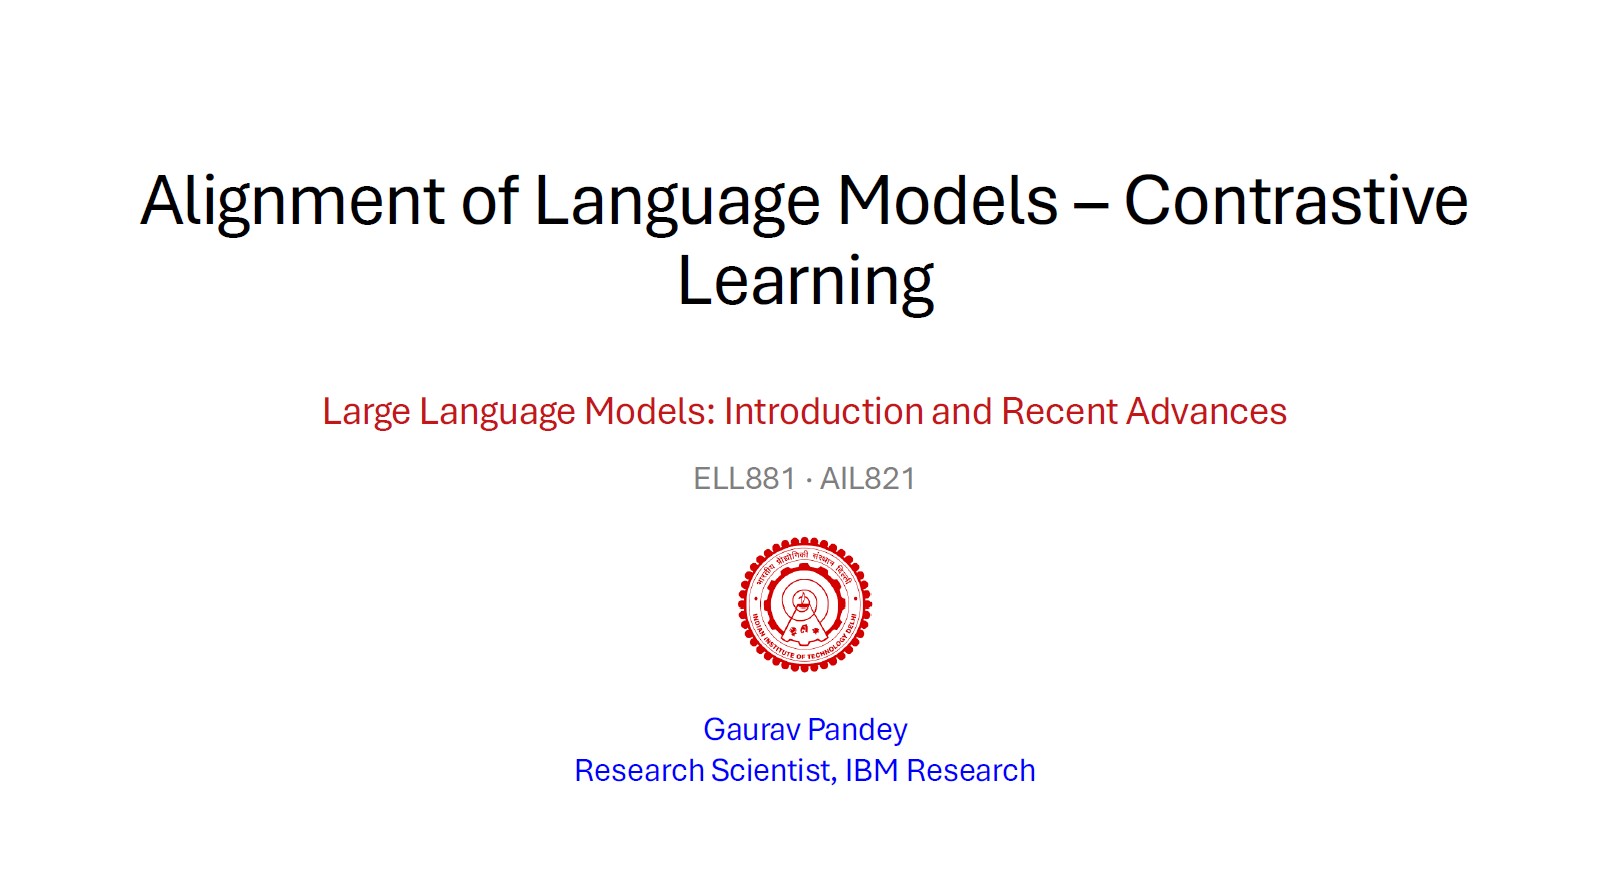 Alignment of Language Models – Contrastive
Learning
Large Language Models: Introduction and Recent Advances
ELL881 · AIL821
भारतीय प्रौद्योगिकी संस्थान दिल्ली
INDIAN INSTITUTE OF TECHNOLOGY DELHI
Gaurav Pandey
Research Scientist, IBM Research